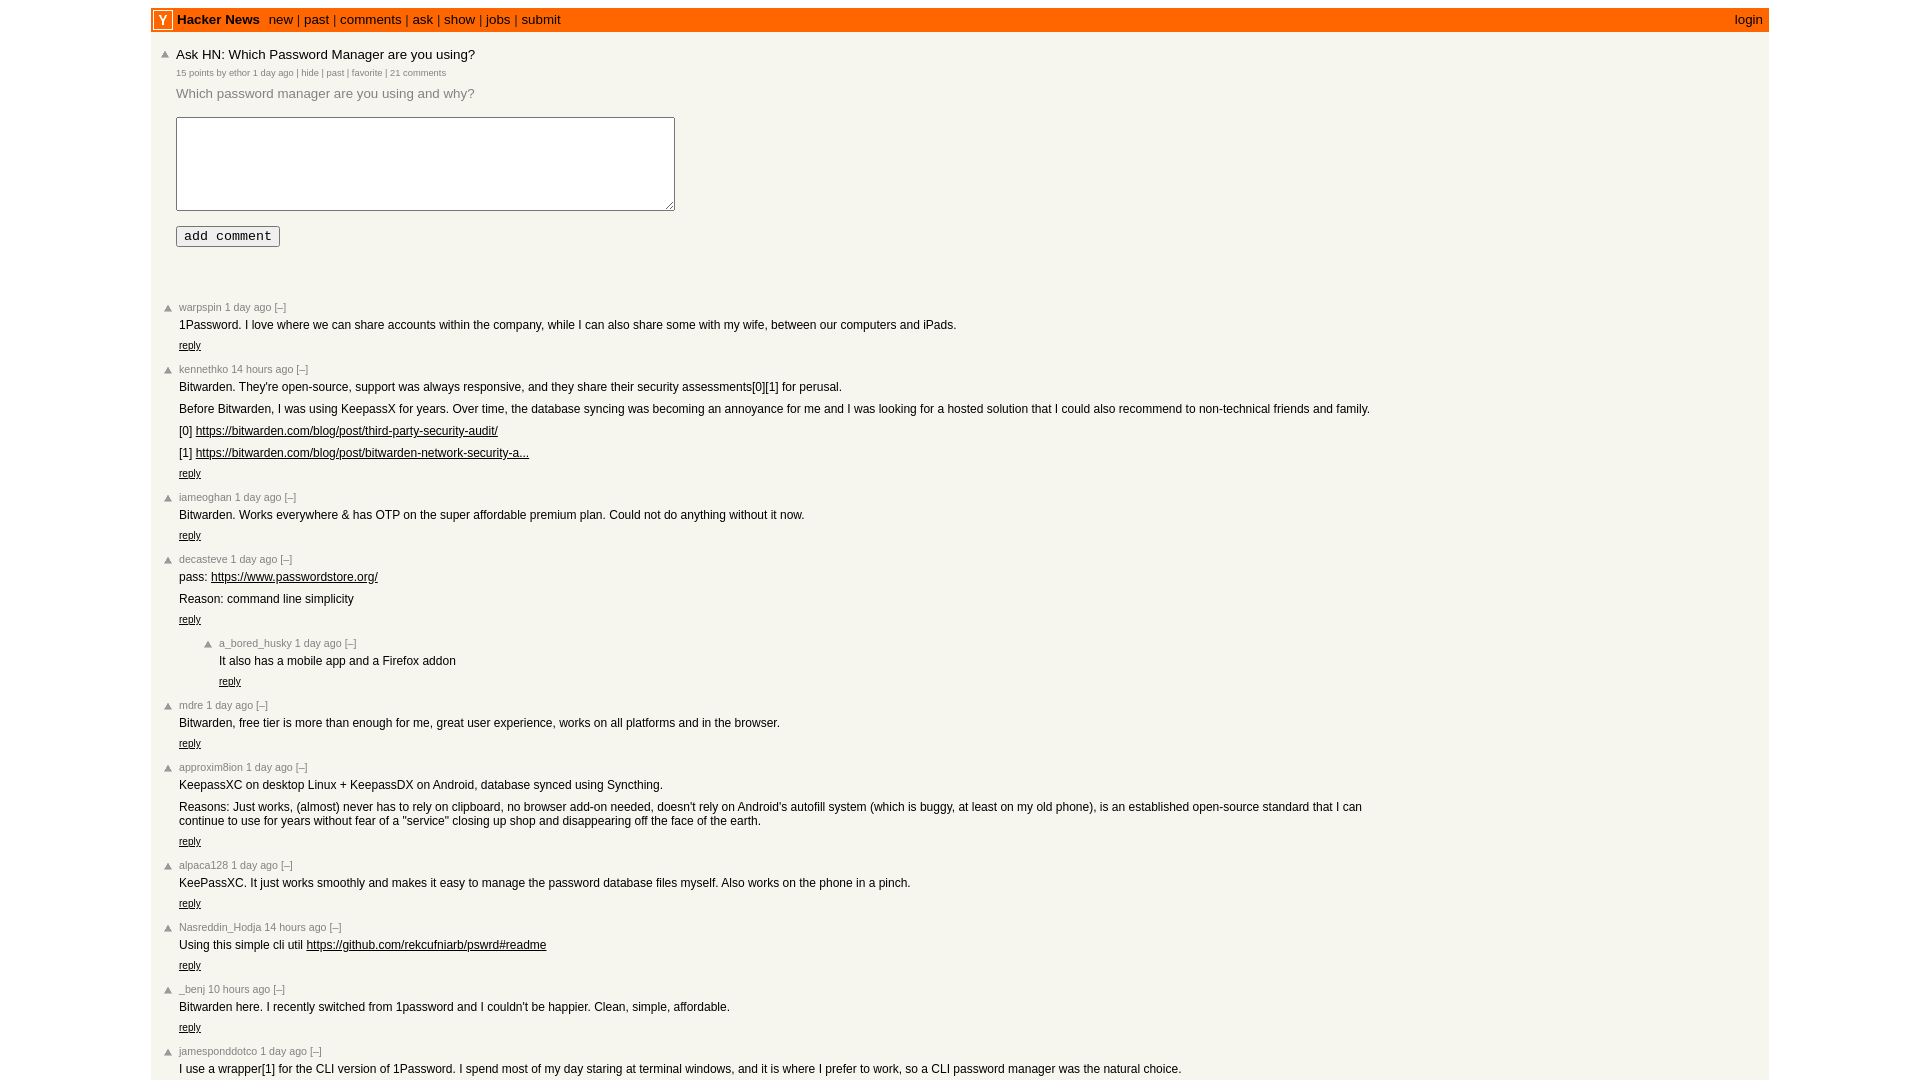 Y Hacker News new | past | comments | ask | show | jobs | submit login
Ask HN: Which Password Manager are you using?
15 points by ethor 1 day ago | hide | past | favorite | 21 comments
Which password manager are you using and why?
add comment
warpspin 1 day ago [–]
1Password. I love where we can share accounts within the company, while I can also share some with my wife, between our computers and iPads.
reply
kennethko 14 hours ago [–]
Bitwarden. They're open-source, support was always responsive, and they share their security assessments[0][1] for perusal.
Before Bitwarden, I was using KeepassX for years. Over time, the database syncing was becoming an annoyance for me and I was looking for a hosted solution that I could also recommend to non-technical friends and family.
[0] https://bitwarden.com/blog/post/third-party-security-audit/
[1] https://bitwarden.com/blog/post/bitwarden-network-security-a...
reply
iameoghan 1 day ago [–]
Bitwarden. Works everywhere & has OTP on the super affordable premium plan. Could not do anything without it now.
reply
decasteve 1 day ago [–]
pass: https://www.passwordstore.org/
Reason: command line simplicity
reply
a_bored_husky 1 day ago [–]
It also has a mobile app and a Firefox addon
reply
mdre 1 day ago [–]
Bitwarden, free tier is more than enough for me, great user experience, works on all platforms and in the browser.
reply
approxim8ion 1 day ago [–]
KeepassXC on desktop Linux + KeepassDX on Android, database synced using Syncthing.
Reasons: Just works, (almost) never has to rely on clipboard, no browser add-on needed, doesn't rely on Android's autofill system (which is buggy, at least on my old phone), is an established open-source standard that I can
continue to use for years without fear of a "service" closing up shop and disappearing off the face of the earth.
reply
alpaca128 1 day ago [–]
KeePassXC. It just works smoothly and makes it easy to manage the password database files myself. Also works on the phone in a pinch.
reply
Nasreddin_Hodja 14 hours ago [–]
Using this simple cli util https://github.com/rekcufniarb/pswrd#readme
reply
_benj 10 hours ago [–]
Bitwarden here. I recently switched from 1password and I couldn't be happier. Clean, simple, affordable.
reply
jamesponddotco 1 day ago [–]
I use a wrapper[1] for the CLI version of 1Password. I spend most of my day staring at terminal windows, and it is where I prefer to work, so a CLI password manager was the natural choice.